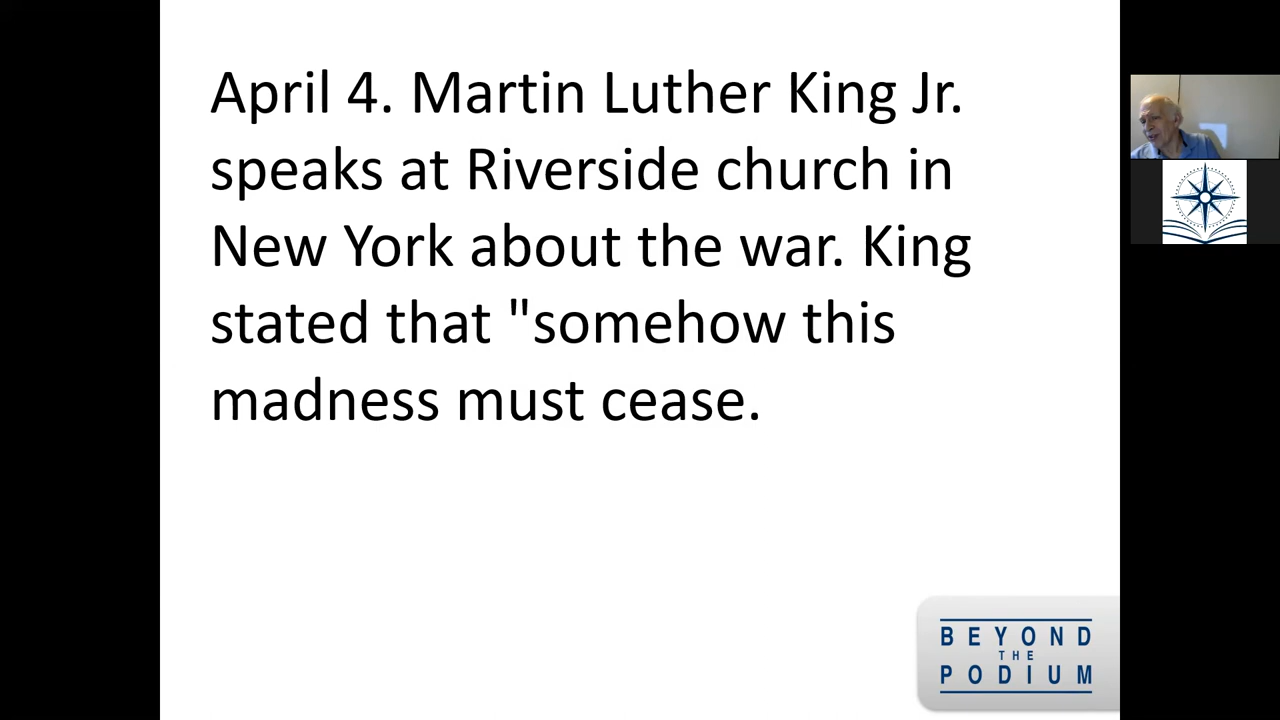 April 4. Martin Luther King Jr.
speaks at Riverside church in
New York about the war. King
stated that "somehow this
madness must cease.
BEYOND
THE
PODIUM